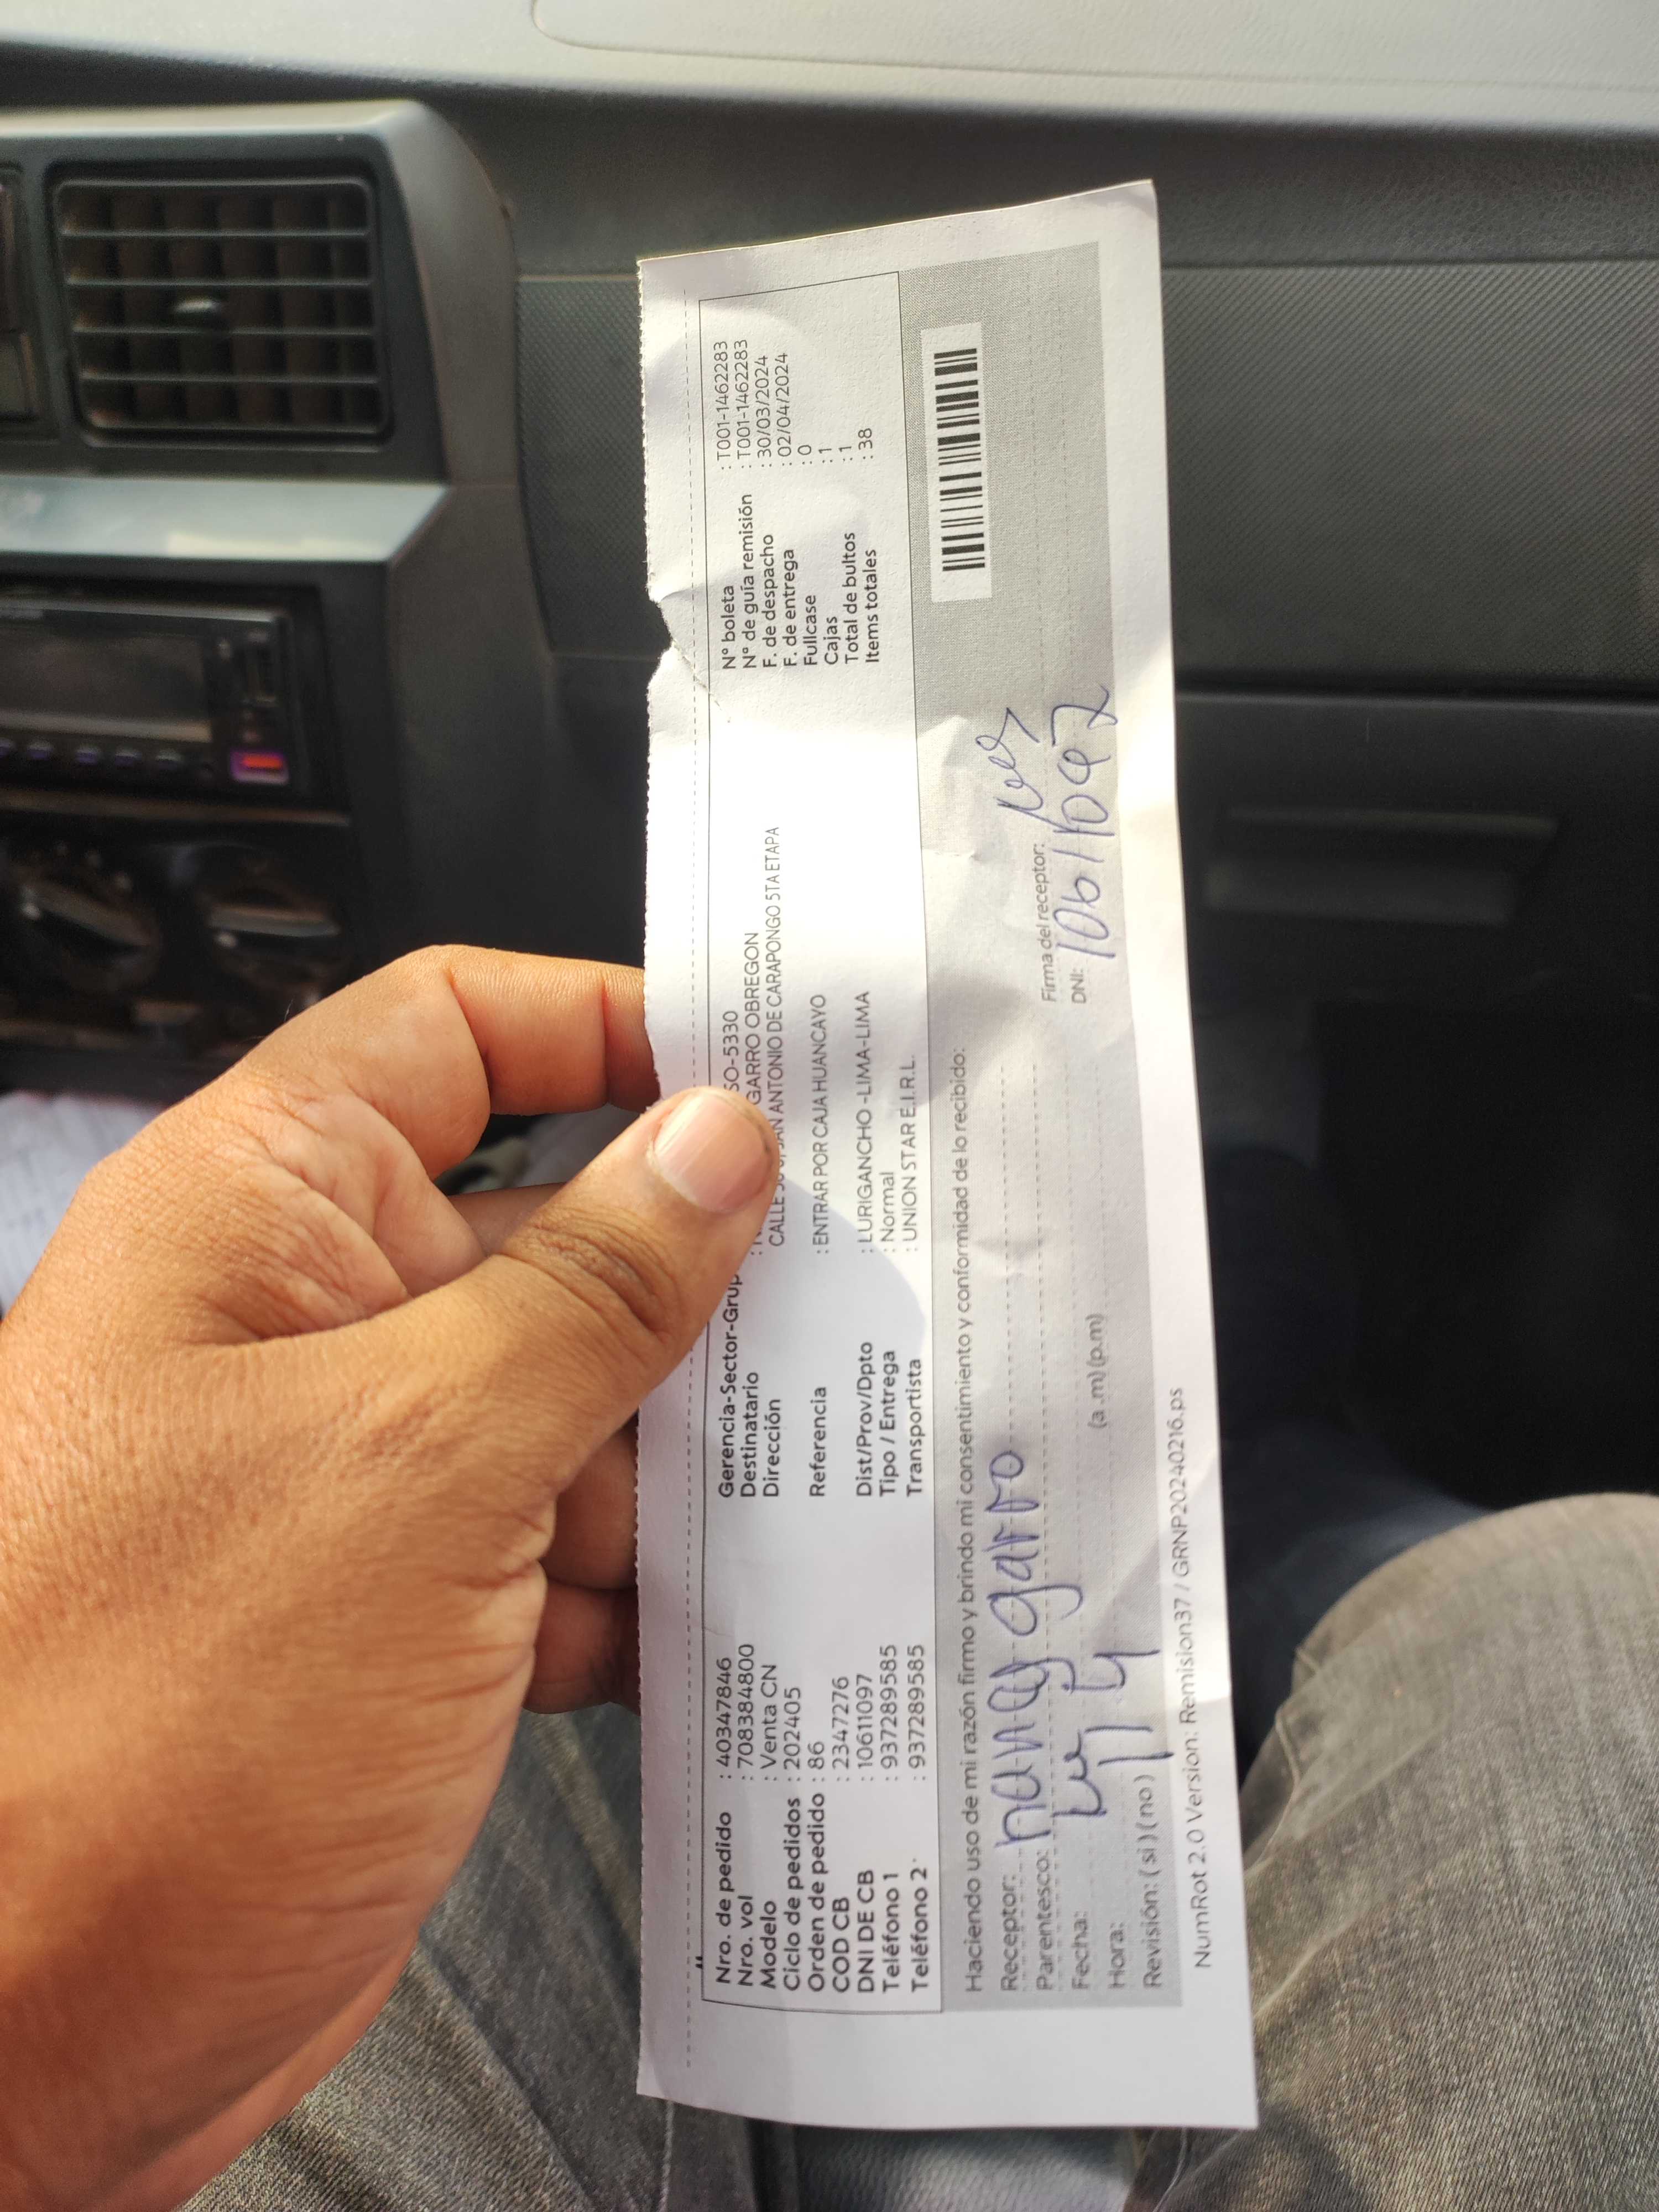 Nro. de pedido : 40347846
Nro. vol : 708384800
Modelo : Venta CN
Ciclo de pedidos : 202405
Orden de pedido : 86
COD CB : 2347276
DNI DE CB : 10611097
Teléfono 1 : 937289585
Teléfono 2 : 937289585
Gerencia-Sector-Grup SO-5330
Destinatario GARRO OBREGON
Dirección CALLE ANTONIO DE CARAPONGO 5TA ETAPA
Referencia : ENTRAR POR CAJA HUANCAYO
Dist/Prov/Dpto : LURIGANCHO -LIMA-LIMA
Tipo / Entrega : Normal
Transportista : UNION STAR E.I.R.L.
N° boleta : T001-1462283
N° de guía remisión : T001-1462283
F. de despacho : 30/03/2024
F. de entrega : 02/04/2024
Fullcase : 0
Cajas : 1
Total de bultos : 1
Items totales : 38
Haciendo uso de mi razón firmo y brindo mi consentimiento y conformidad de lo recibido:
Receptor: garro
Parentesco:
Fecha:
Hora: (a.m) (p.m)
Revisión: ( si ) ( no )
Firma del receptor:
DNI: 10611097
NumRot 2.0 Version: Remision37 / GRNP20240216.ps